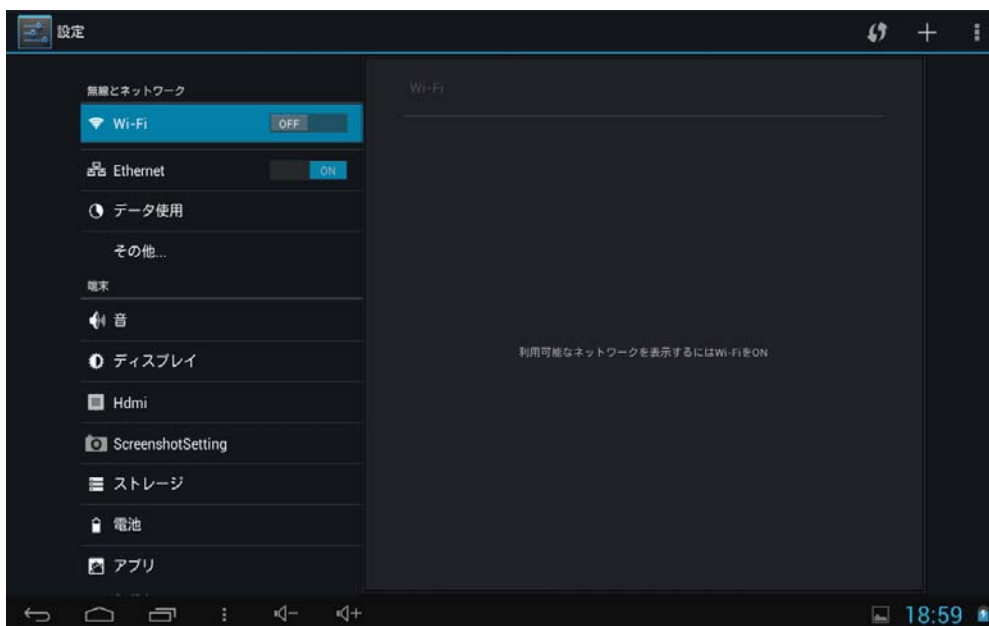 設定
無線とネットワーク
Wi-Fi
OFF
Ethernet
ON
データ使用
その他...
端末
音
ディスプレイ
Hdmi
ScreenshotSetting
ストレージ
電池
アプリ
Wi-Fi
利用可能なネットワークを表示するにはWi-FiをON
18:59